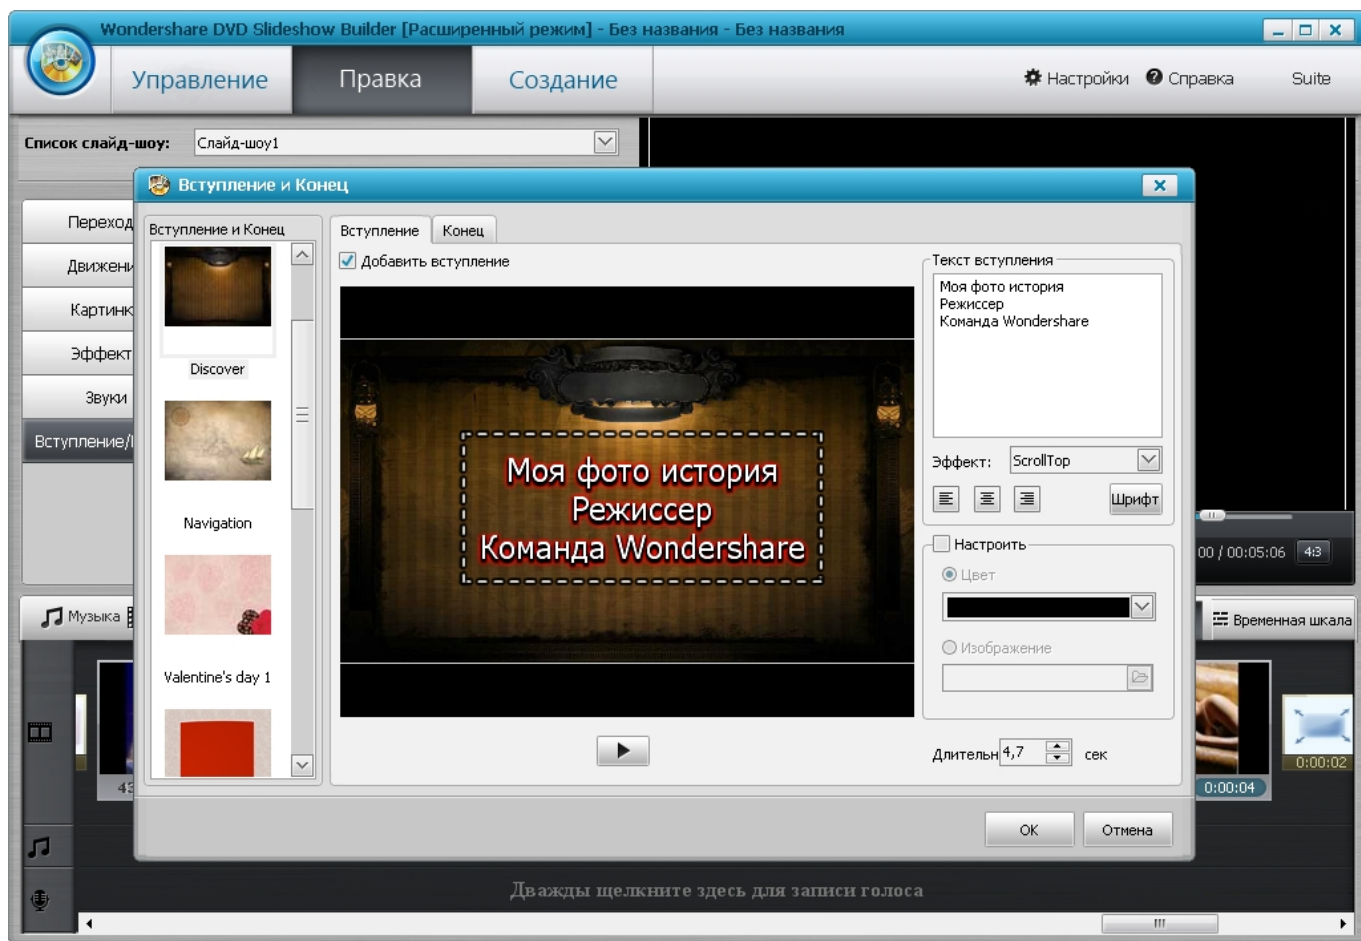 Wondershare DVD Slideshow Builder [Расширенный режим] - Без названия - Без названия
Управление
Правка
Создание
Настройки
Справка
Suite
Список слайд-шоу:
Слайд-шоу1
Вступление и Конец
Переход
Движени
Картинк
Эффект
Звуки
Вступление/
Вступление и Конец
Discover
Navigation
Valentine's day 1
Вступление
Конец
Добавить вступление
Моя фото история
Режиссер
Команда Wondershare
Текст вступления
Моя фото история
Режиссер
Команда Wondershare
Эффект:
ScrollTop
Шрифт
Настроить
Цвет
Изображение
Длительн
4,7
сек
OK
Отмена
00 / 00:05:06
4:3
Музыка
Временная шкала
43
0:00:04
0:00:02
Дважды щелкните здесь для записи голоса